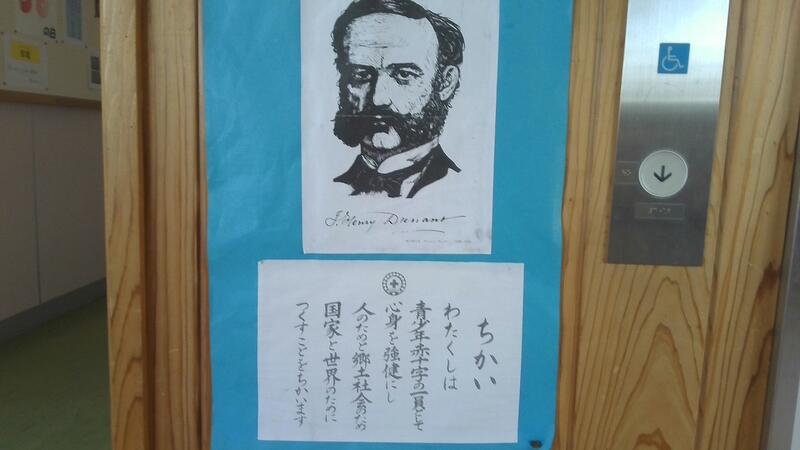 J. Henry Dunant
ちかい
わたくしは
青少年赤十字の一員として
心身を強健にし
人のためと郷土社会のため
国家と世界のために
つくすことをちかいます